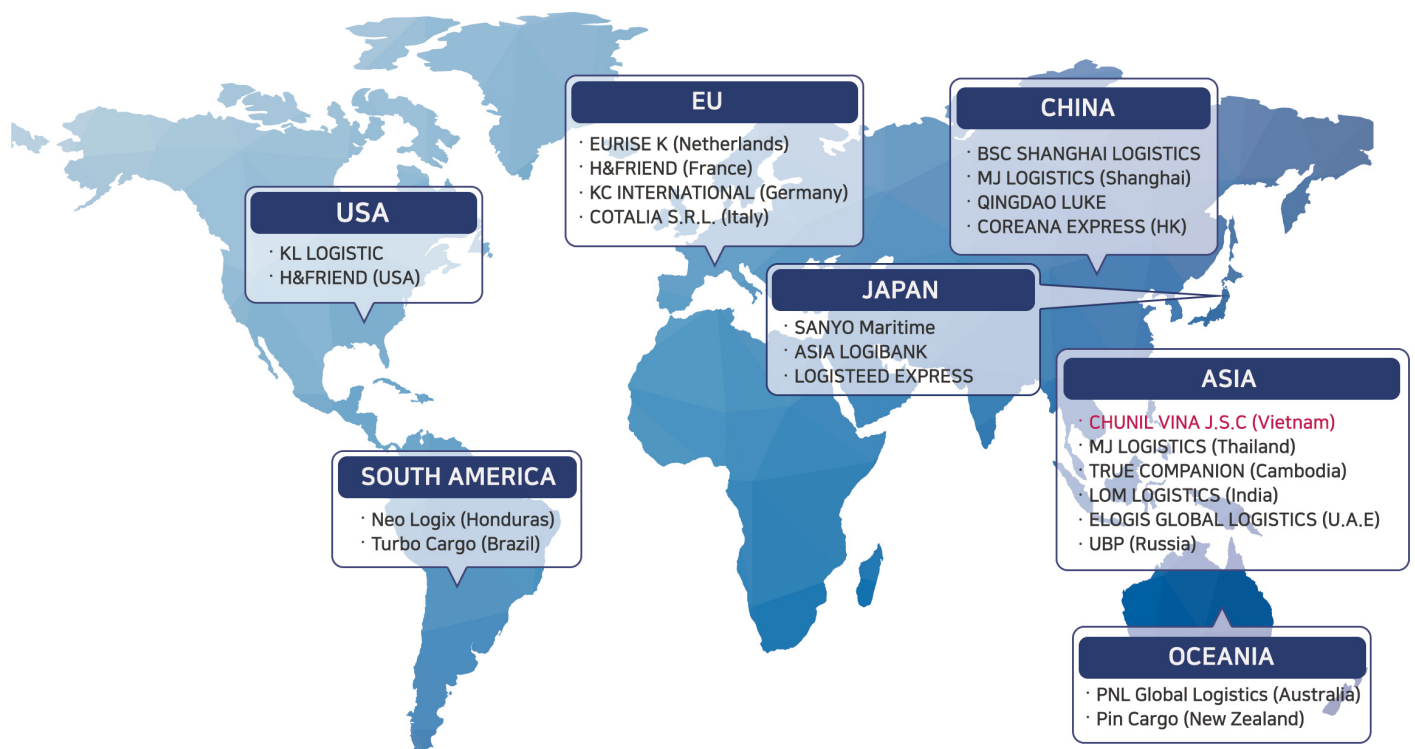 EU
· EURISE K (Netherlands)
· H&FRIEND (France)
· KC INTERNATIONAL (Germany)
· COTALIA S.R.L. (Italy)
CHINA
· BSC SHANGHAI LOGISTICS
· MJ LOGISTICS (Shanghai)
· QINGDAO LUKE
· COREANA EXPRESS (HK)
USA
· KL LOGISTIC
· H&FRIEND (USA)
JAPAN
· SANYO Maritime
· ASIA LOGIBANK
· LOGISTEED EXPRESS
ASIA
· CHUNIL VINA J.S.C (Vietnam)
· MJ LOGISTICS (Thailand)
· TRUE COMPANION (Cambodia)
· LOM LOGISTICS (India)
· ELOGIS GLOBAL LOGISTICS (U.A.E)
· UBP (Russia)
SOUTH AMERICA
· Neo Logix (Honduras)
· Turbo Cargo (Brazil)
OCEANIA
· PNL Global Logistics (Australia)
· Pin Cargo (New Zealand)